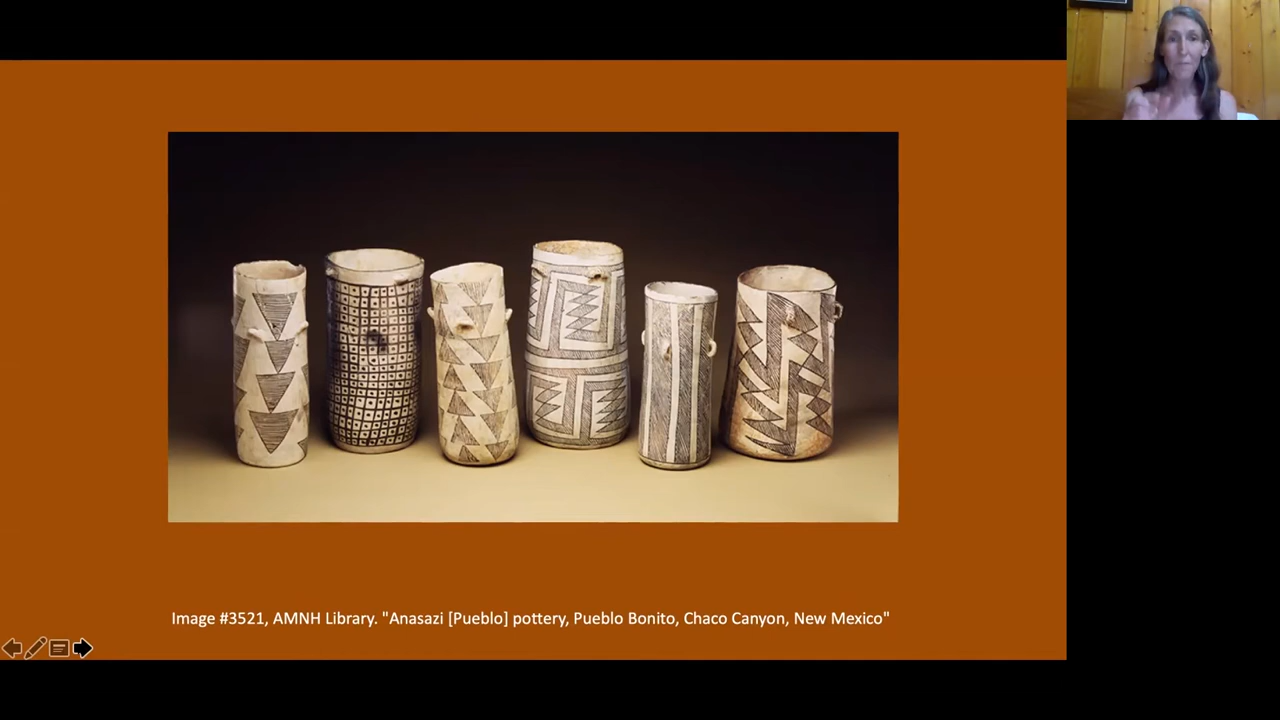 Image #3521, AMNH Library. "Anasazi [Pueblo] pottery, Pueblo Bonito, Chaco Canyon, New Mexico"